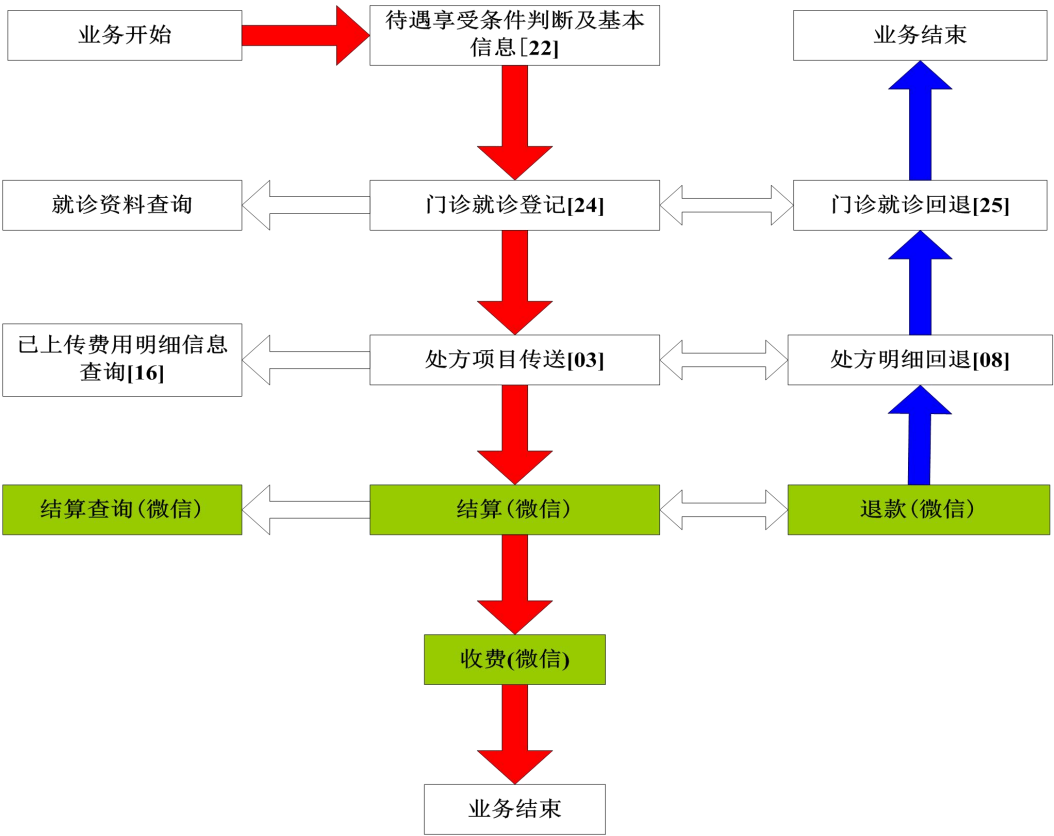 业务开始
待遇享受条件判断及基本
信息[22]
业务结束
就诊资料查询
门诊就诊登记[24]
门诊就诊回退[25]
已上传费用明细信息
查询[16]
处方项目传送[03]
处方明细回退[08]
结算查询(微信)
结算(微信)
退款(微信)
收费(微信)
业务结束